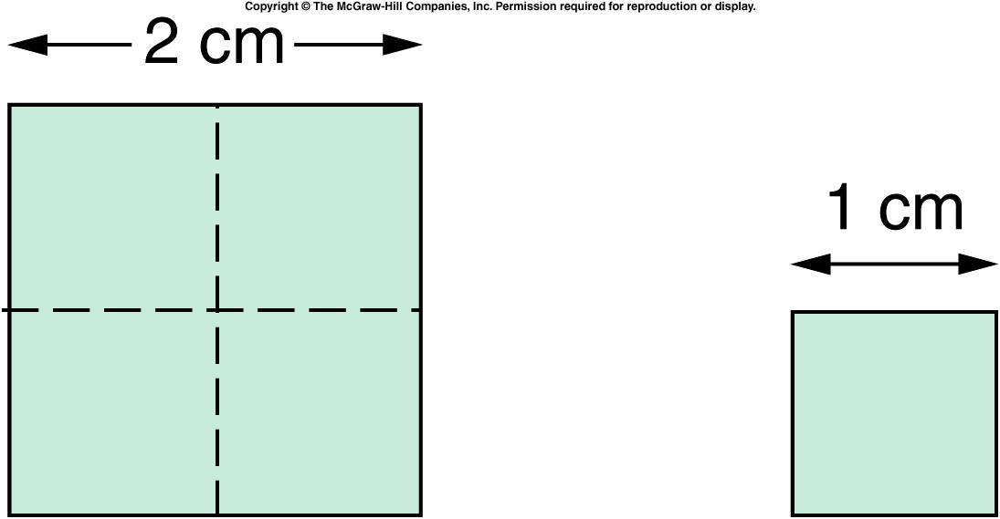 Copyright © The McGraw-Hill Companies, Inc. Permission required for reproduction or display.
2 cm
1 cm